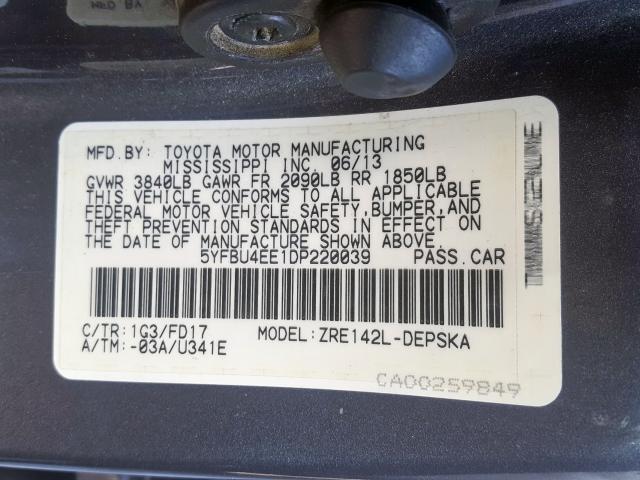 MFD BY
MFD.BY: TOYOTA MOTOR MANUFACTURING
MISSISSIPPI INC 06/13
GVWR 3840LB GAWR FR 2090LB RR 1850LB
THIS VEHICLE CONFORMS TO ALL APPLICABLE
FEDERAL MOTOR VEHICLE SAFETY,BUMPER,AND
THEFT PREVENTION STANDARDS IN EFFECT ON
THE DATE OF MANUFACTURE SHOWN ABOVE.
5YFBU4EE1DP220039 PASS.CAR
C/TR:1G3/FD17 MODEL:ZRE142L-DEPSKA
A/TM:-03A/U341E
CA00259849